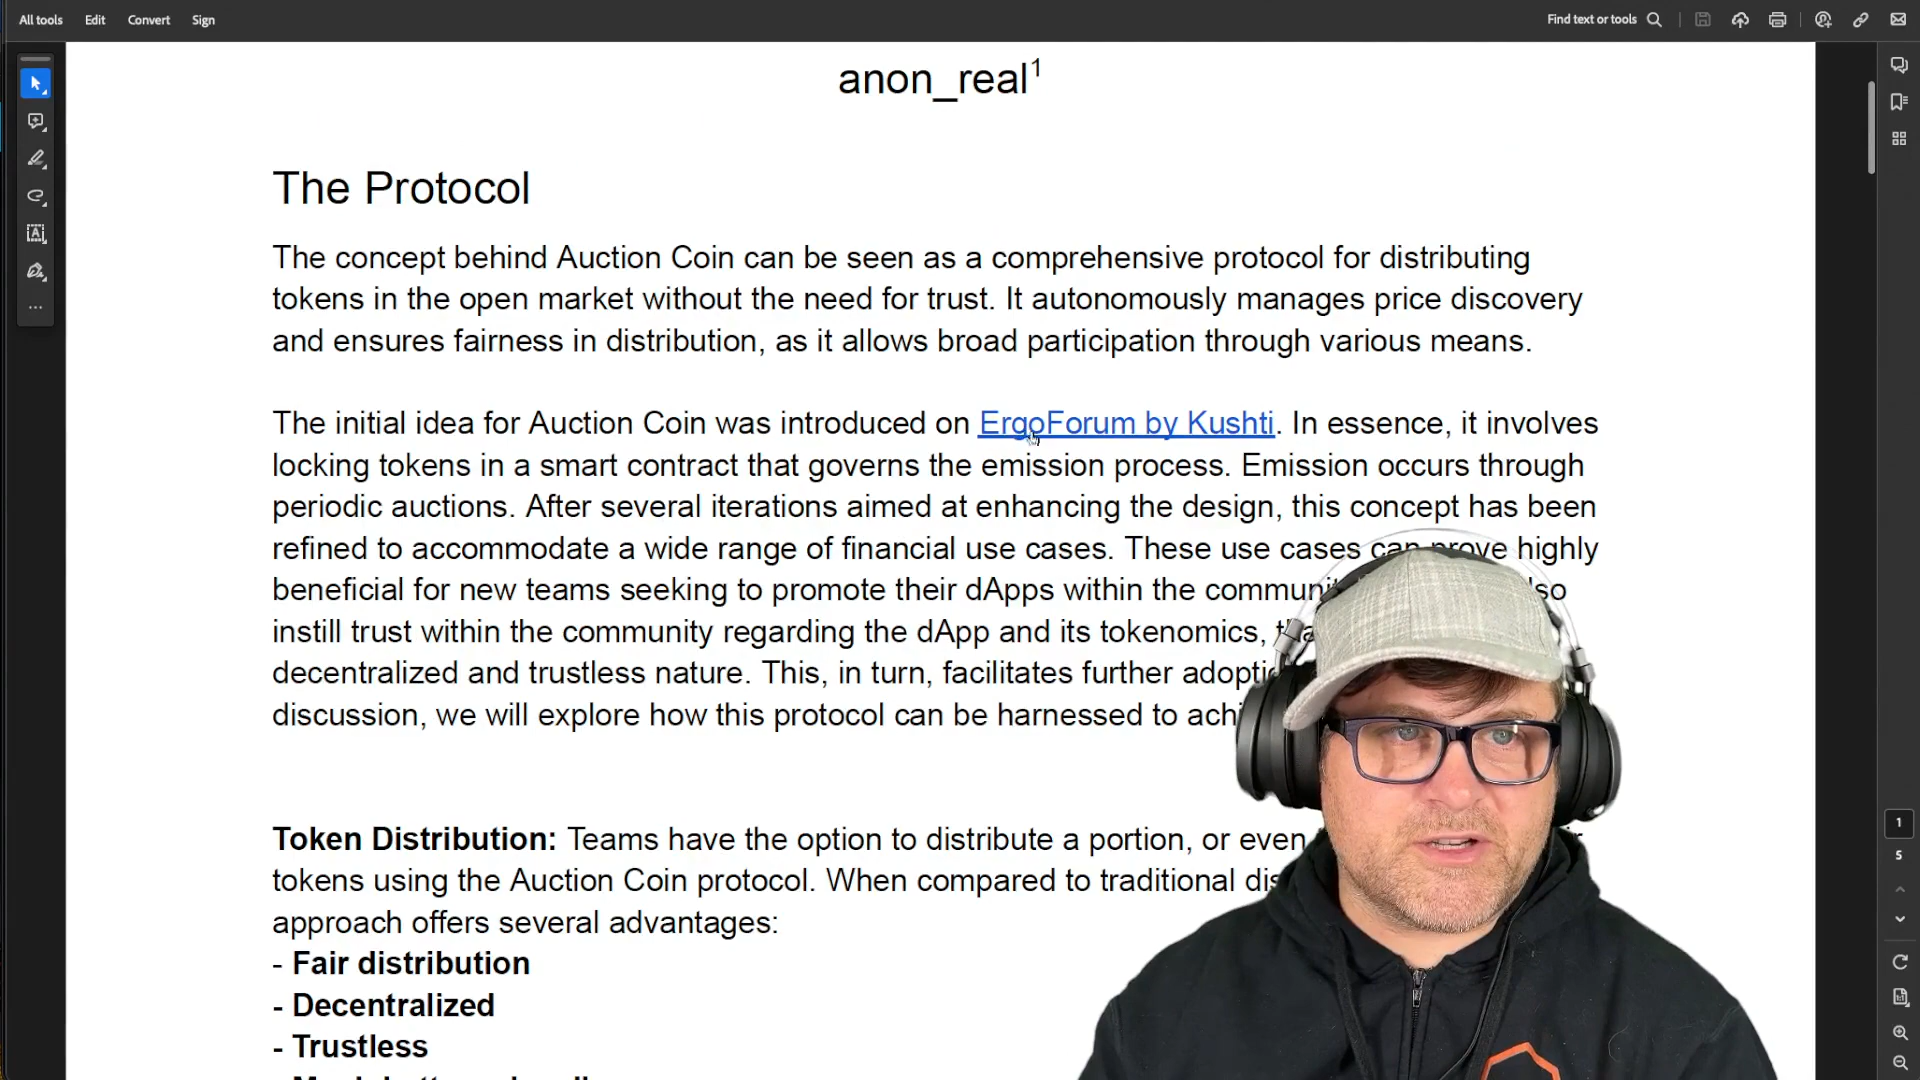 All tools Edit Convert Sign Find text or tools
anon_real1
The Protocol
The concept behind Auction Coin can be seen as a comprehensive protocol for distributing
tokens in the open market without the need for trust. It autonomously manages price discovery
and ensures fairness in distribution, as it allows broad participation through various means.
The initial idea for Auction Coin was introduced on ErgoForum by Kushti. In essence, it involves
locking tokens in a smart contract that governs the emission process. Emission occurs through
periodic auctions. After several iterations aimed at enhancing the design, this concept has been
refined to accommodate a wide range of financial use cases. These use cases can prove highly
beneficial for new teams seeking to promote their dApps within the
instill trust within the community regarding the dApp and its tokenomics,
decentralized and trustless nature. This, in turn, facilitates further
discussion, we will explore how this protocol can be harnessed to
Token Distribution: Teams have the option to distribute a portion, or even
tokens using the Auction Coin protocol. When compared to traditional
approach offers several advantages:
- Fair distribution
- Decentralized
- Trustless
1
5